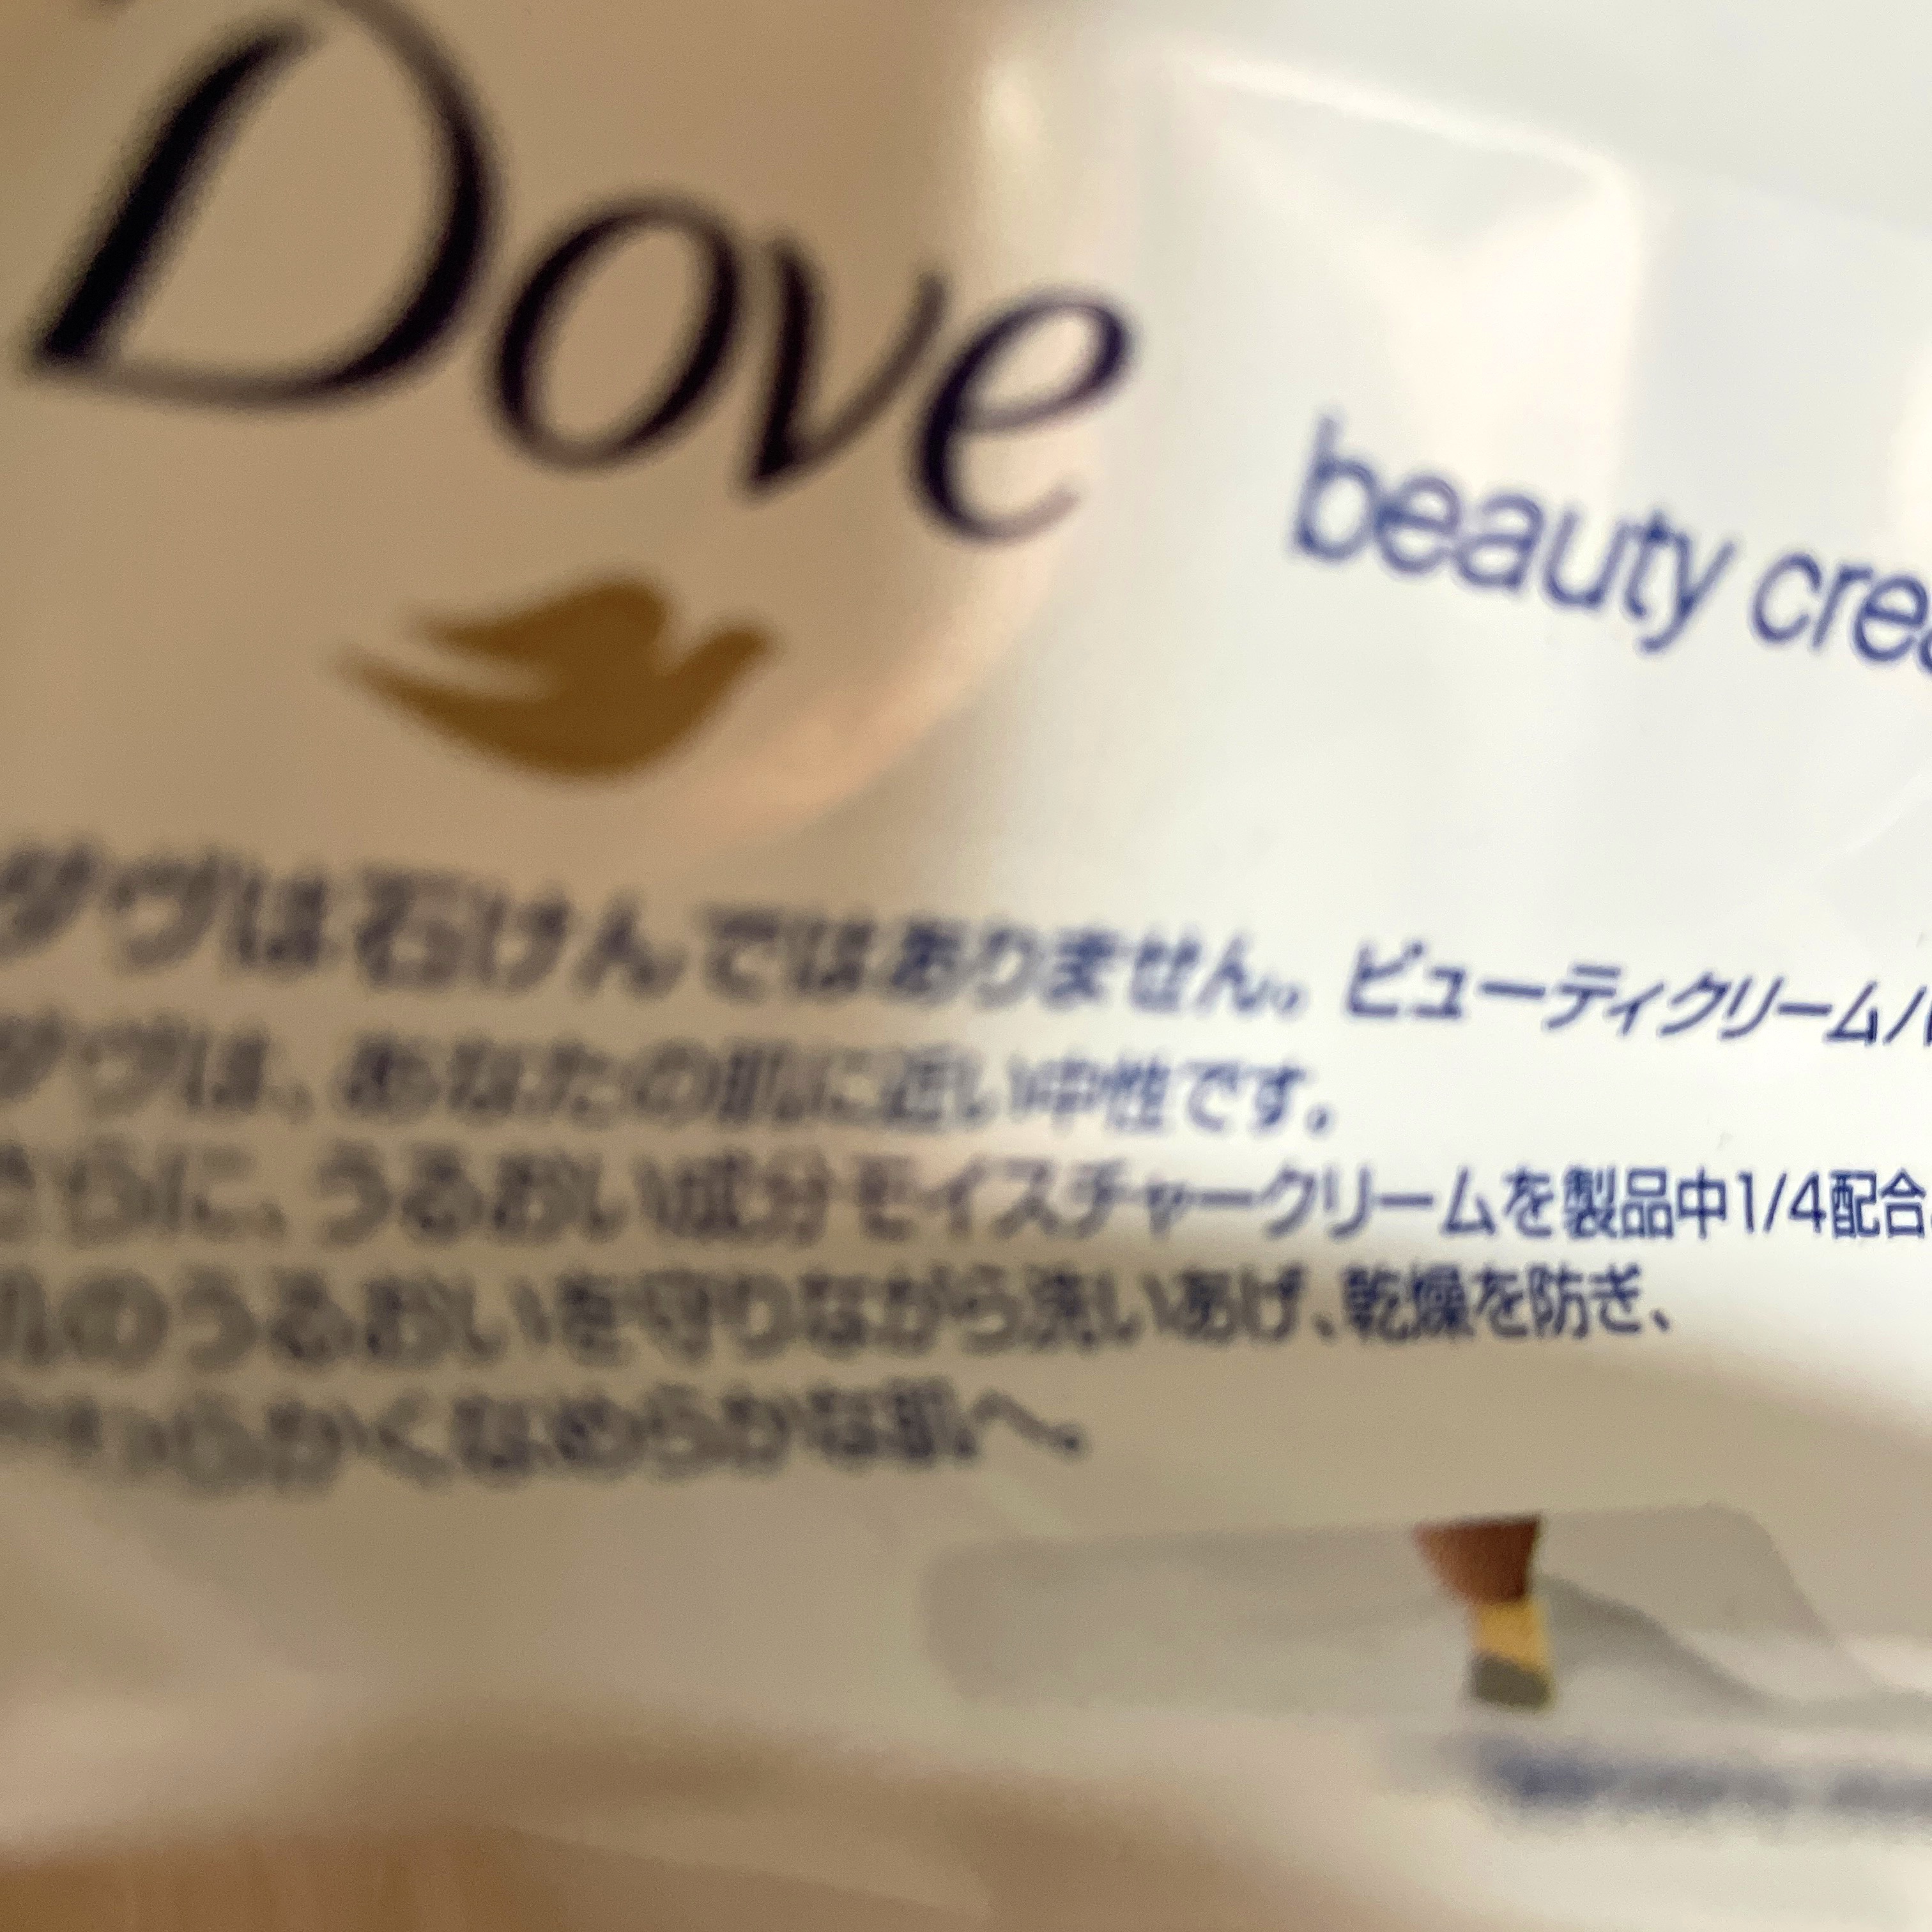 Dove
beauty crea
ダヴは石けんではありません。ビューティクリームバ
ダヴは、あなたの肌に近い中性です。
さらに、うるおい成分モイスチャークリームを製品中1/4配合。
肌のうるおいを守りながら洗いあげ、乾燥を防ぎ、
やわらかくなめらかな肌へ。